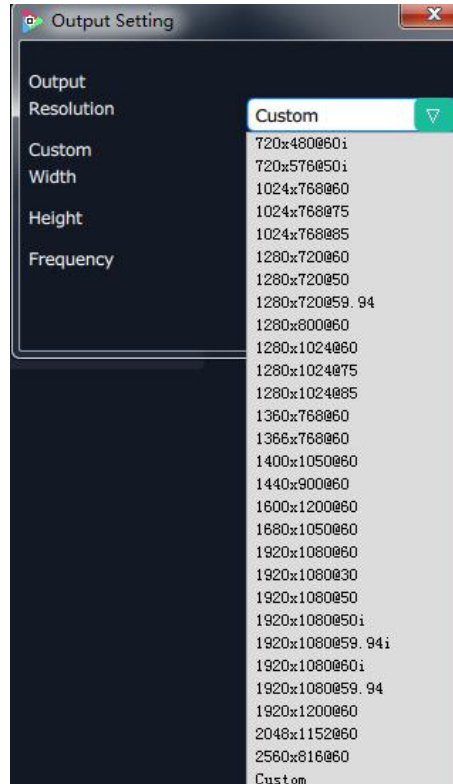 Output Setting
Output
Resolution
Custom
Custom
Width
Height
Frequency
720x480@60i
720x576@50i
1024x768@60
1024x768@75
1024x768@85
1280x720@60
1280x720@50
1280x720@59.94
1280x800@60
1280x1024@60
1280x1024@75
1280x1024@85
1360x768@60
1366x768@60
1400x1050@60
1440x900@60
1600x1200@60
1680x1050@60
1920x1080@60
1920x1080@30
1920x1080@50
1920x1080@50i
1920x1080@59.94i
1920x1080@60i
1920x1080@59.94
1920x1200@60
2048x1152@60
2560x816@60
Custom